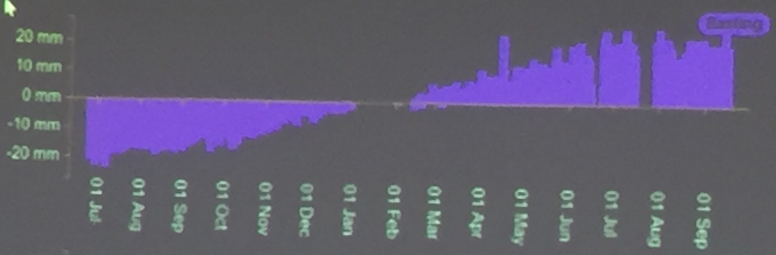 Easting
20 mm
10 mm
0 mm
-10 mm
-20 mm
01 Jul
01 Aug
01 Sep
01 Oct
01 Nov
01 Dec
01 Jan
01 Feb
01 Mar
01 Apr
01 May
01 Jun
01 Jul
01 Aug
01 Sep